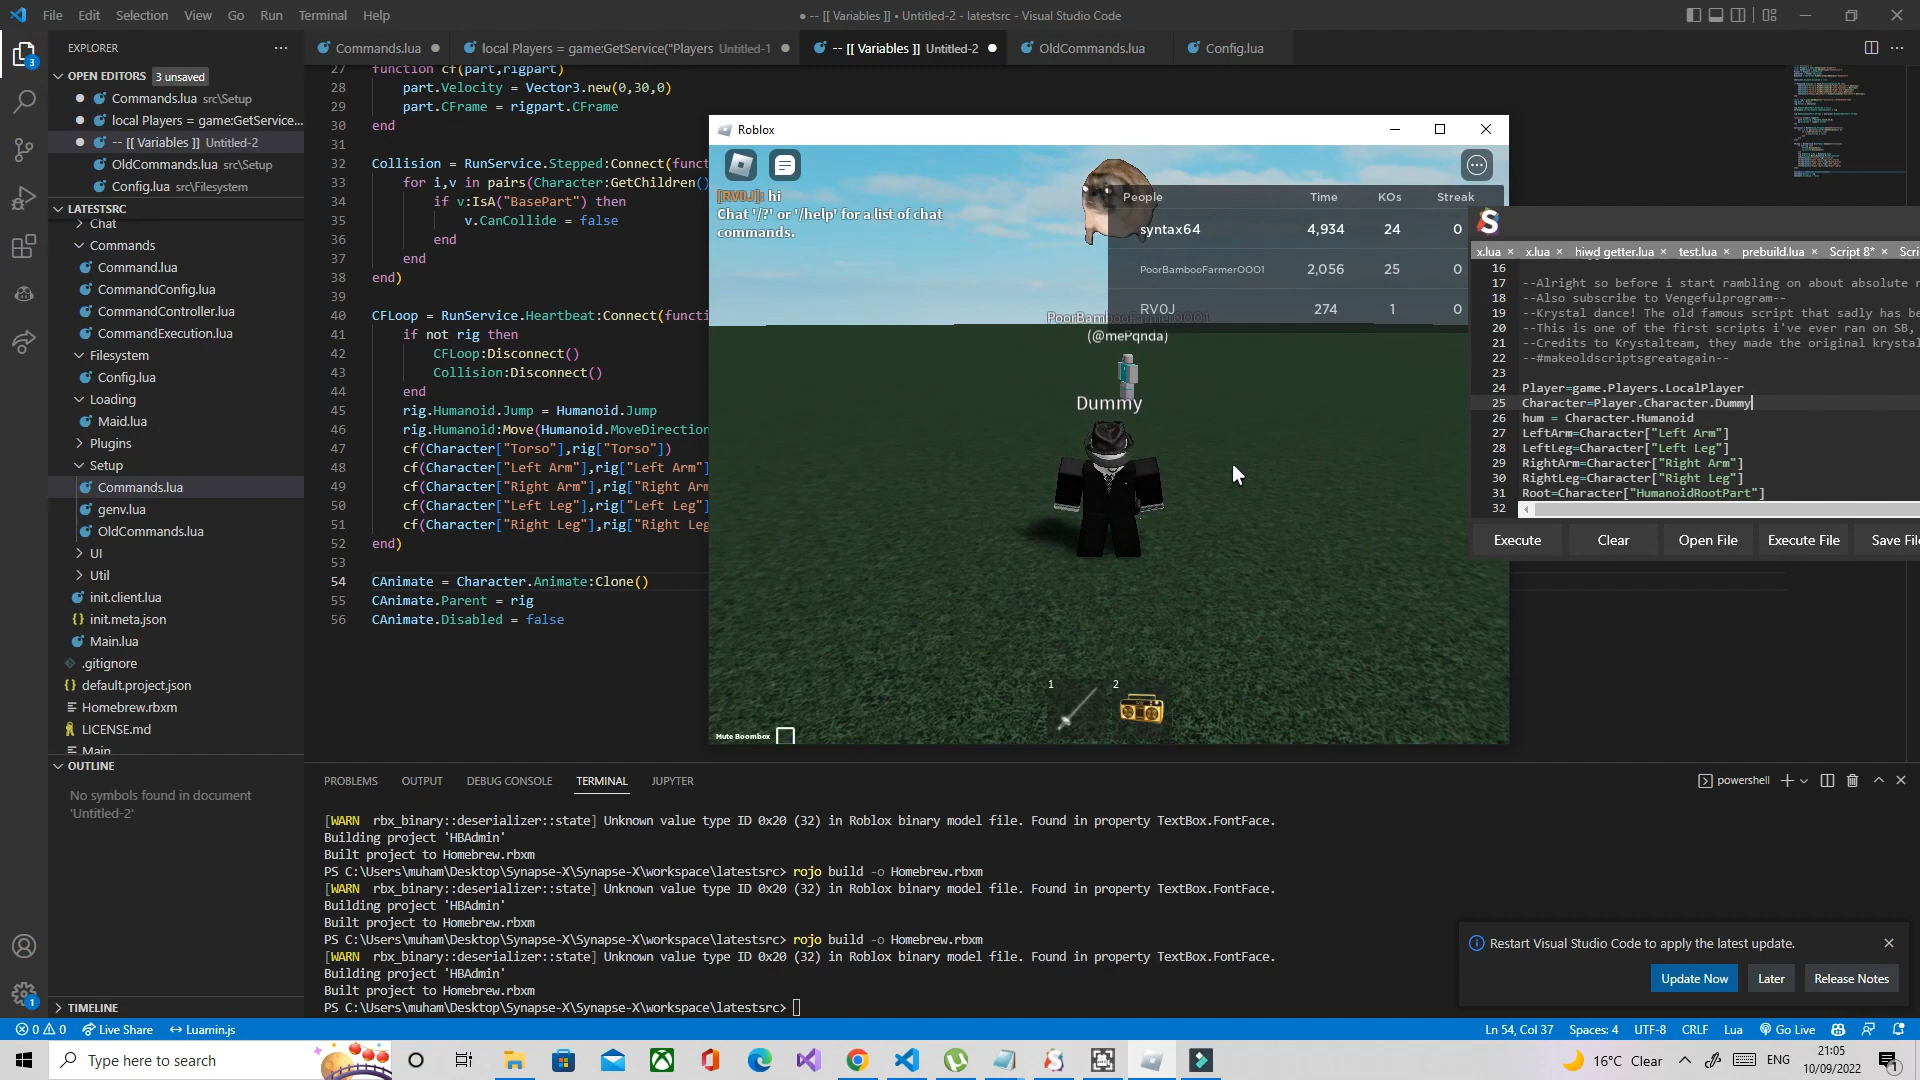 File Edit Selection View Go Run Terminal Help
● -- [[ Variables ]] • Untitled-2 - latestsrc - Visual Studio Code
EXPLORER
Commands.lua
local Players = game:GetService("Players Untitled-1
-- [[ Variables ]] Untitled-2
OldCommands.lua
Config.lua
OPEN EDITORS 3 unsaved
Commands.lua src\Setup
local Players = game:GetService...
-- [[ Variables ]] Untitled-2
OldCommands.lua src\Setup
Config.lua src\Filesystem
LATESTSRC
Chat
Commands
Command.lua
CommandConfig.lua
CommandController.lua
CommandExecution.lua
Filesystem
Config.lua
Loading
Maid.lua
Plugins
Setup
Commands.lua
genv.lua
OldCommands.lua
UI
Util
init.client.lua
init.meta.json
Main.lua
.gitignore
default.project.json
Homebrew.rbxm
LICENSE.md
Main
OUTLINE
No symbols found in document
'Untitled-2'
TIMELINE
27 function cf(part,rigpart)
28 part.Velocity = Vector3.new(0,30,0)
29 part.CFrame = rigpart.CFrame
30 end
31
32 Collision = RunService.Stepped:Connect(funct
33 for i,v in pairs(Character:GetChildren()
34 if v:IsA("BasePart") then
35 v.CanCollide = false
36 end
37 end
38 end)
39
40 CFLoop = RunService.Heartbeat:Connect(functi
41 if not rig then
42 CFLoop:Disconnect()
43 Collision:Disconnect()
44 end
45 rig.Humanoid.Jump = Humanoid.Jump
46 rig.Humanoid:Move(Humanoid.MoveDirection
47 cf(Character["Torso"],rig["Torso"])
48 cf(Character["Left Arm"],rig["Left Arm"]
49 cf(Character["Right Arm"],rig["Right Arm
50 cf(Character["Left Leg"],rig["Left Leg"]
51 cf(Character["Right Leg"],rig["Right Leg
52 end)
53
54 CAnimate = Character.Animate:Clone()
55 CAnimate.Parent = rig
56 CAnimate.Disabled = false
Roblox
[RV0J]: hi
Chat '/?' or '/help' for a list of chat
commands.
People Time KOs Streak
syntax64 4,934 24 0
PoorBambooFarmer0001 2,056 25 0
RV0J 274 1 0
PoorBambooFarmer0001
(@mePqnda)
Dummy
1 2
Mute Boombox
x.lua × x.lua × hiwd getter.lua × test.lua × prebuild.lua × Script 8* × Scri
16
17 --Alright so before i start rambling on about absolute r
18 --Also subscribe to Vengefulprogram--
19 --Krystal dance! The old famous script that sadly has be
20 --This is one of the first scripts i've ever ran on SB,
21 --Credits to Krystalteam, they made the original krystal
22 --#makeoldscriptsgreatagain--
23
24 Player=game.Players.LocalPlayer
25 Character=Player.Character.Dummy
26 hum = Character.Humanoid
27 LeftArm=Character["Left Arm"]
28 LeftLeg=Character["Left Leg"]
29 RightArm=Character["Right Arm"]
30 RightLeg=Character["Right Leg"]
31 Root=Character["HumanoidRootPart"]
32
Execute Clear Open File Execute File Save File
PROBLEMS OUTPUT DEBUG CONSOLE TERMINAL JUPYTER
powershell
[WARN rbx_binary::deserializer::state] Unknown value type ID 0x20 (32) in Roblox binary model file. Found in property TextBox.FontFace.
Building project 'HBAdmin'
Built project to Homebrew.rbxm
PS C:\Users\muham\Desktop\Synapse-X\Synapse-X\workspace\latestsrc> rojo build -o Homebrew.rbxm
[WARN rbx_binary::deserializer::state] Unknown value type ID 0x20 (32) in Roblox binary model file. Found in property TextBox.FontFace.
Building project 'HBAdmin'
Built project to Homebrew.rbxm
PS C:\Users\muham\Desktop\Synapse-X\Synapse-X\workspace\latestsrc> rojo build -o Homebrew.rbxm
[WARN rbx_binary::deserializer::state] Unknown value type ID 0x20 (32) in Roblox binary model file. Found in property TextBox.FontFace.
Building project 'HBAdmin'
Built project to Homebrew.rbxm
PS C:\Users\muham\Desktop\Synapse-X\Synapse-X\workspace\latestsrc>
Restart Visual Studio Code to apply the latest update.
Update Now Later Release Notes
0 0 Live Share Luamin.js
Ln 54, Col 37 Spaces: 4 UTF-8 CRLF Lua Go Live
Type here to search
16°C Clear ENG
21:05
10/09/2022